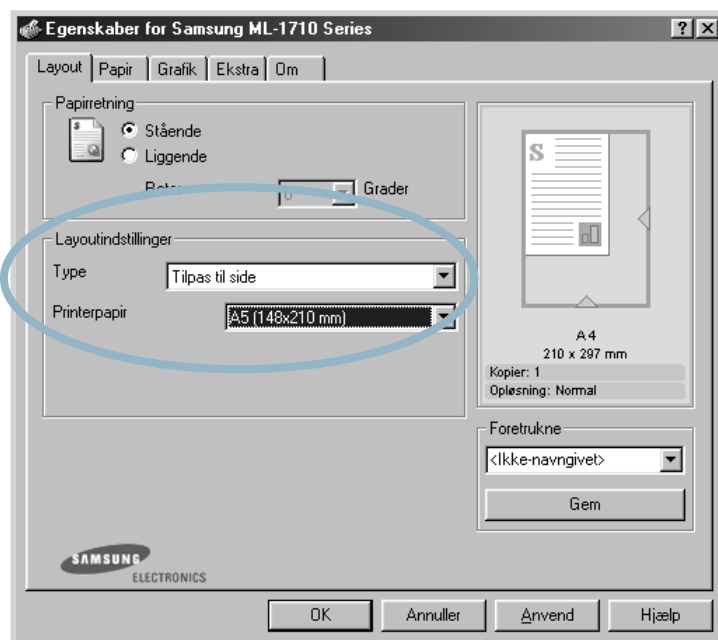 Egenskaber for Samsung ML-1710 Series
Layout Papir Grafik Ekstra Om
Papirretning
Stående
Liggende
Grader
Layoutindstillinger
Type Tilpas til side
Printerpapir A5 (148x210 mm)
S
A4
210 x 297 mm
Kopier: 1
Opløsning: Normal
Foretrukne
<Ikke-navngivet>
Gem
SAMSUNG
ELECTRONICS
OK Annuller Anvend Hjælp